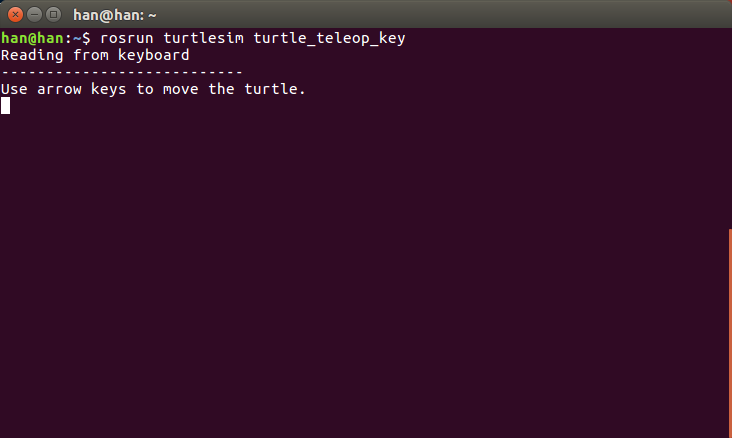 han@han: ~
han@han:~$ rosrun turtlesim turtle_teleop_key
Reading from keyboard
---------------------------
Use arrow keys to move the turtle.